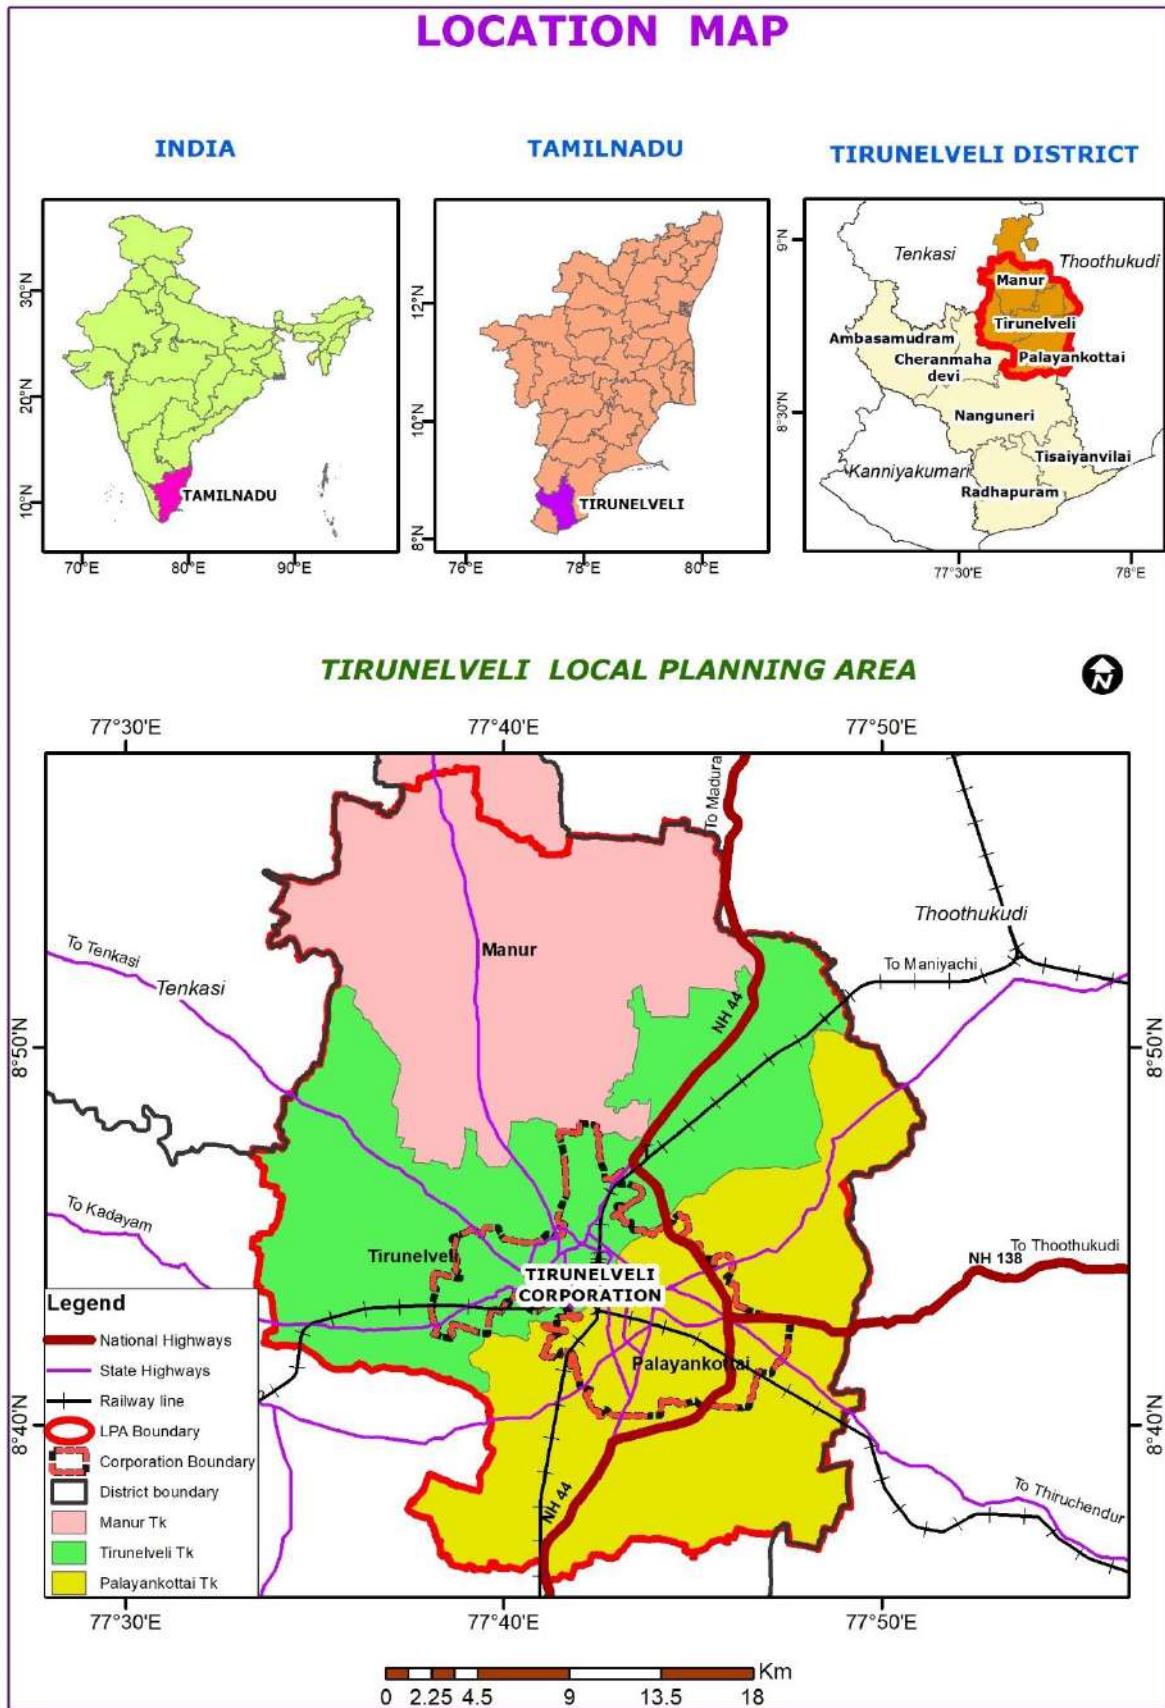 LOCATION MAP
INDIA
TAMILNADU
TIRUNELVELI DISTRICT
30°N
20°N
10°N
TAMILNADU
70°E
80°E
90°E
12°N
10°N
8°N
TIRUNELVELI
76°E
78°E
80°E
9°N
8°30'N
Tenkasi
Thoothukudi
Manur
Tirunelveli
Ambasamudram
Palayankottai
Cheranmaha
devi
Nanguneri
Tisaiyanvilai
Kanniyakumari
Radhapuram
77°30'E
78°E
TIRUNELVELI LOCAL PLANNING AREA
N
77°30'E
77°40'E
77°50'E
To Madura
Thoothukudi
Manur
To Tenkasi
To Maniyachi
Tenkasi
NH 44
8°50'N
8°50'N
To Kadayam
Tirunelveli
To Thoothukudi
NH 138
TIRUNELVELI
CORPORATION
Palayankottai
8°40'N
8°40'N
To Thiruchendur
NH 44
Legend
National Highways
State Highways
Railway line
LPA Boundary
Corporation Boundary
District boundary
Manur Tk
Tirunelveli Tk
Palayankottai Tk
77°30'E
77°40'E
77°50'E
Km
0 2.25 4.5 9 13.5 18